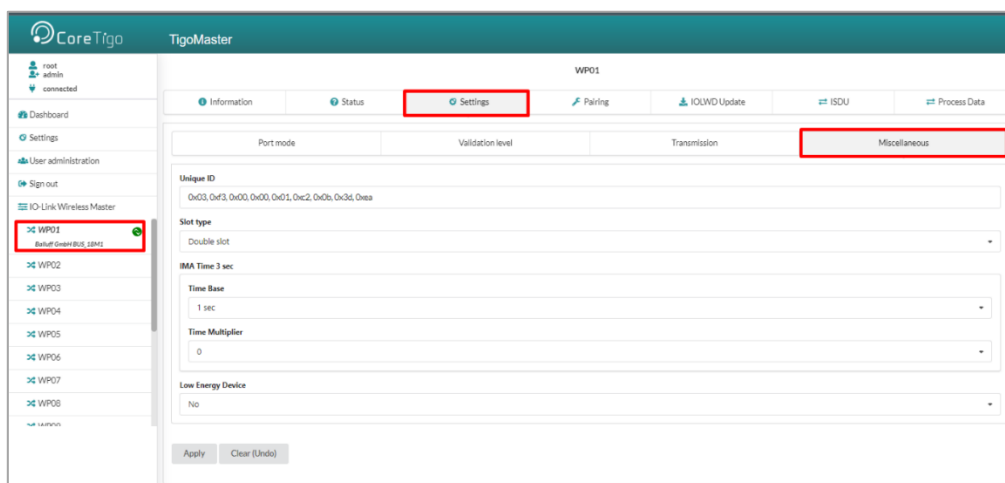 CoreTigo
TigoMaster
root
admin
connected
WP01
Information
Status
Settings
Pairing
IOLWD Update
ISDU
Process Data
Dashboard
Settings
User administration
Sign out
IO-Link Wireless Master
WP01
Balluff GmbH BUS_18M1
WP02
WP03
WP04
WP05
WP06
WP07
WP08
WP09
Port mode
Validation level
Transmission
Miscellaneous
Unique ID
0x03, 0xf3, 0x00, 0x00, 0x01, 0xc2, 0x0b, 0x3d, 0xea
Slot type
Double slot
IMA Time 3 sec
Time Base
1 sec
Time Multiplier
0
Low Energy Device
No
Apply
Clear (Undo)